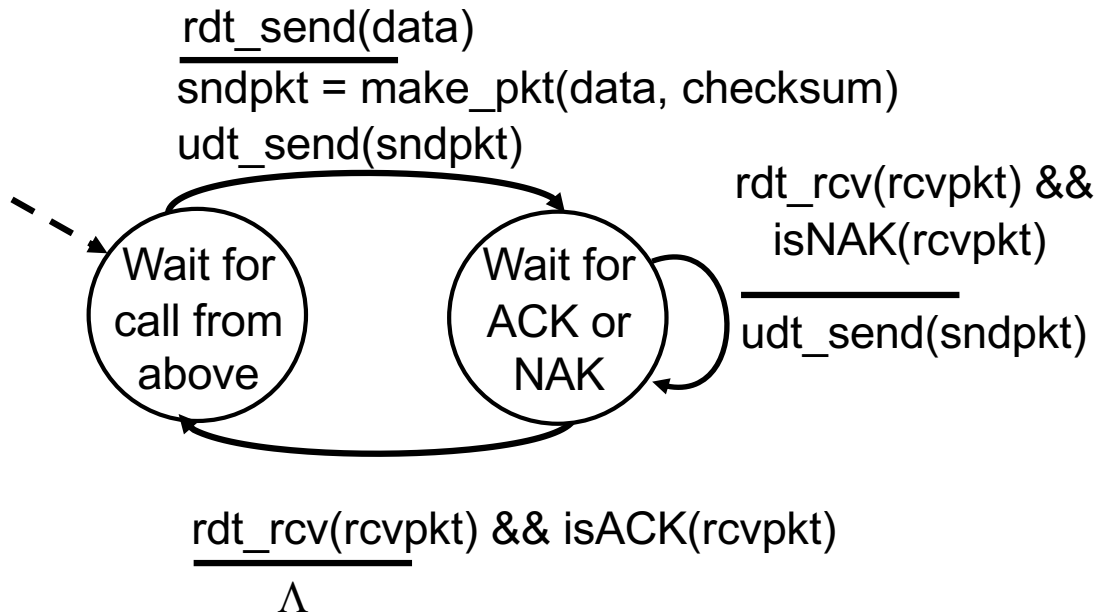 rdt_send(data)
sndpkt = make_pkt(data, checksum)
udt_send(sndpkt)
rdt_rcv(rcvpkt) &&
isNAK(rcvpkt)
udt_send(sndpkt)
Wait for
call from
above
Wait for
ACK or
NAK
rdt_rcv(rcvpkt) && isACK(rcvpkt)
Λ